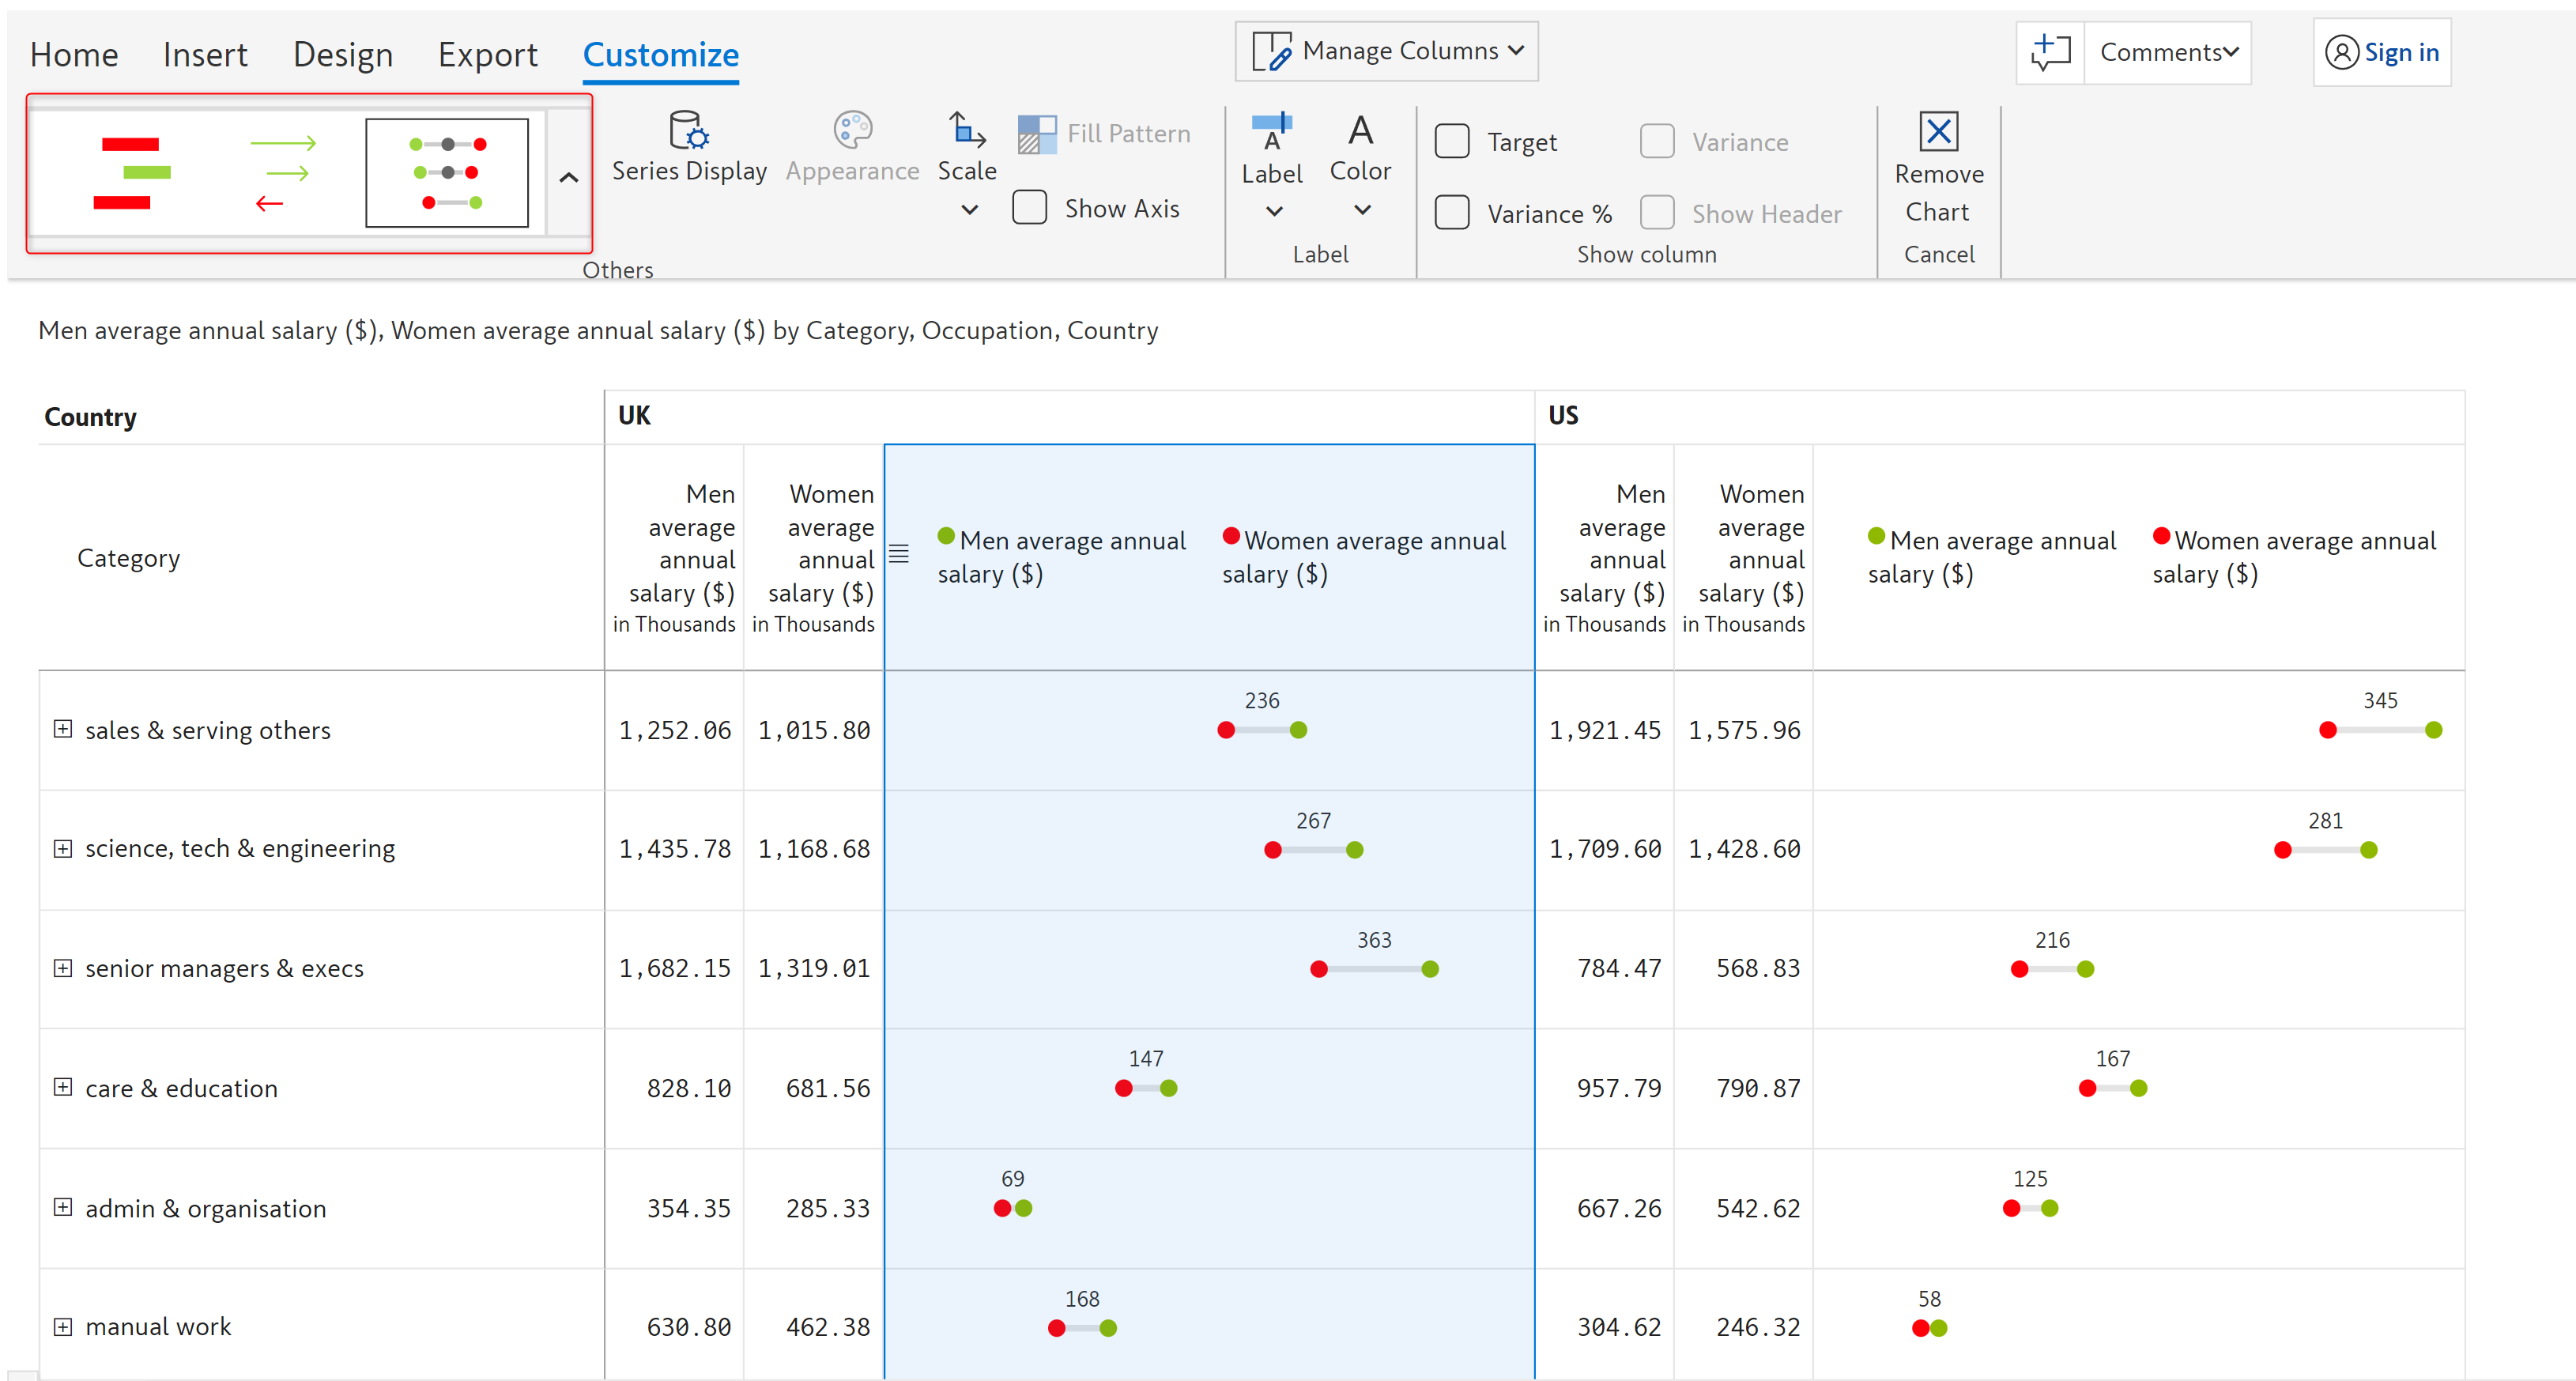 Home Insert Design Export Customize
Manage Columns
Comments
Sign in
Series Display
Appearance
Scale
Fill Pattern
Show Axis
Others
Label
Color
Label
Target
Variance
Variance %
Show Header
Show column
Remove
Chart
Cancel
Men average annual salary ($), Women average annual salary ($) by Category, Occupation, Country
Country
UK
US
Category
Men
average
annual
salary ($)
in Thousands
Women
average
annual
salary ($)
in Thousands
Men average annual
salary ($)
Women average annual
salary ($)
Men
average
annual
salary ($)
in Thousands
Women
average
annual
salary ($)
in Thousands
Men average annual
salary ($)
Women average annual
salary ($)
sales & serving others 1,252.06 1,015.80 236 1,921.45 1,575.96 345
science, tech & engineering 1,435.78 1,168.68 267 1,709.60 1,428.60 281
senior managers & execs 1,682.15 1,319.01 363 784.47 568.83 216
care & education 828.10 681.56 147 957.79 790.87 167
admin & organisation 354.35 285.33 69 667.26 542.62 125
manual work 630.80 462.38 168 304.62 246.32 58